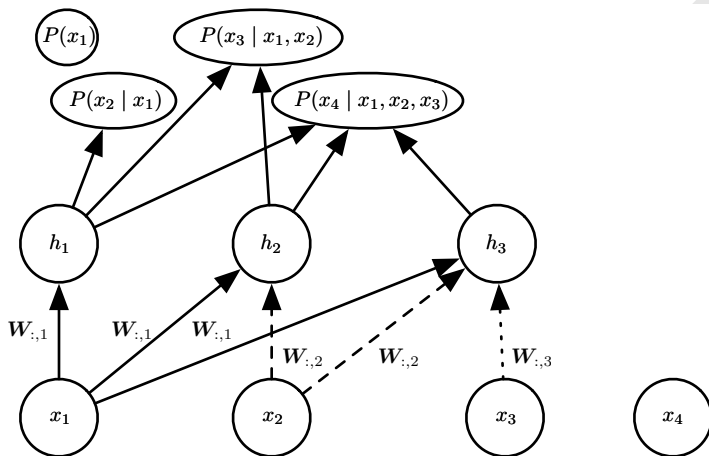 P(x₁)
P(x₃ | x₁, x₂)
P(x₂ | x₁)
P(x₄ | x₁, x₂, x₃)
h₁
h₂
h₃
W:,1
W:,1
W:,1
W:,2
W:,2
W:,3
x₁
x₂
x₃
x₄